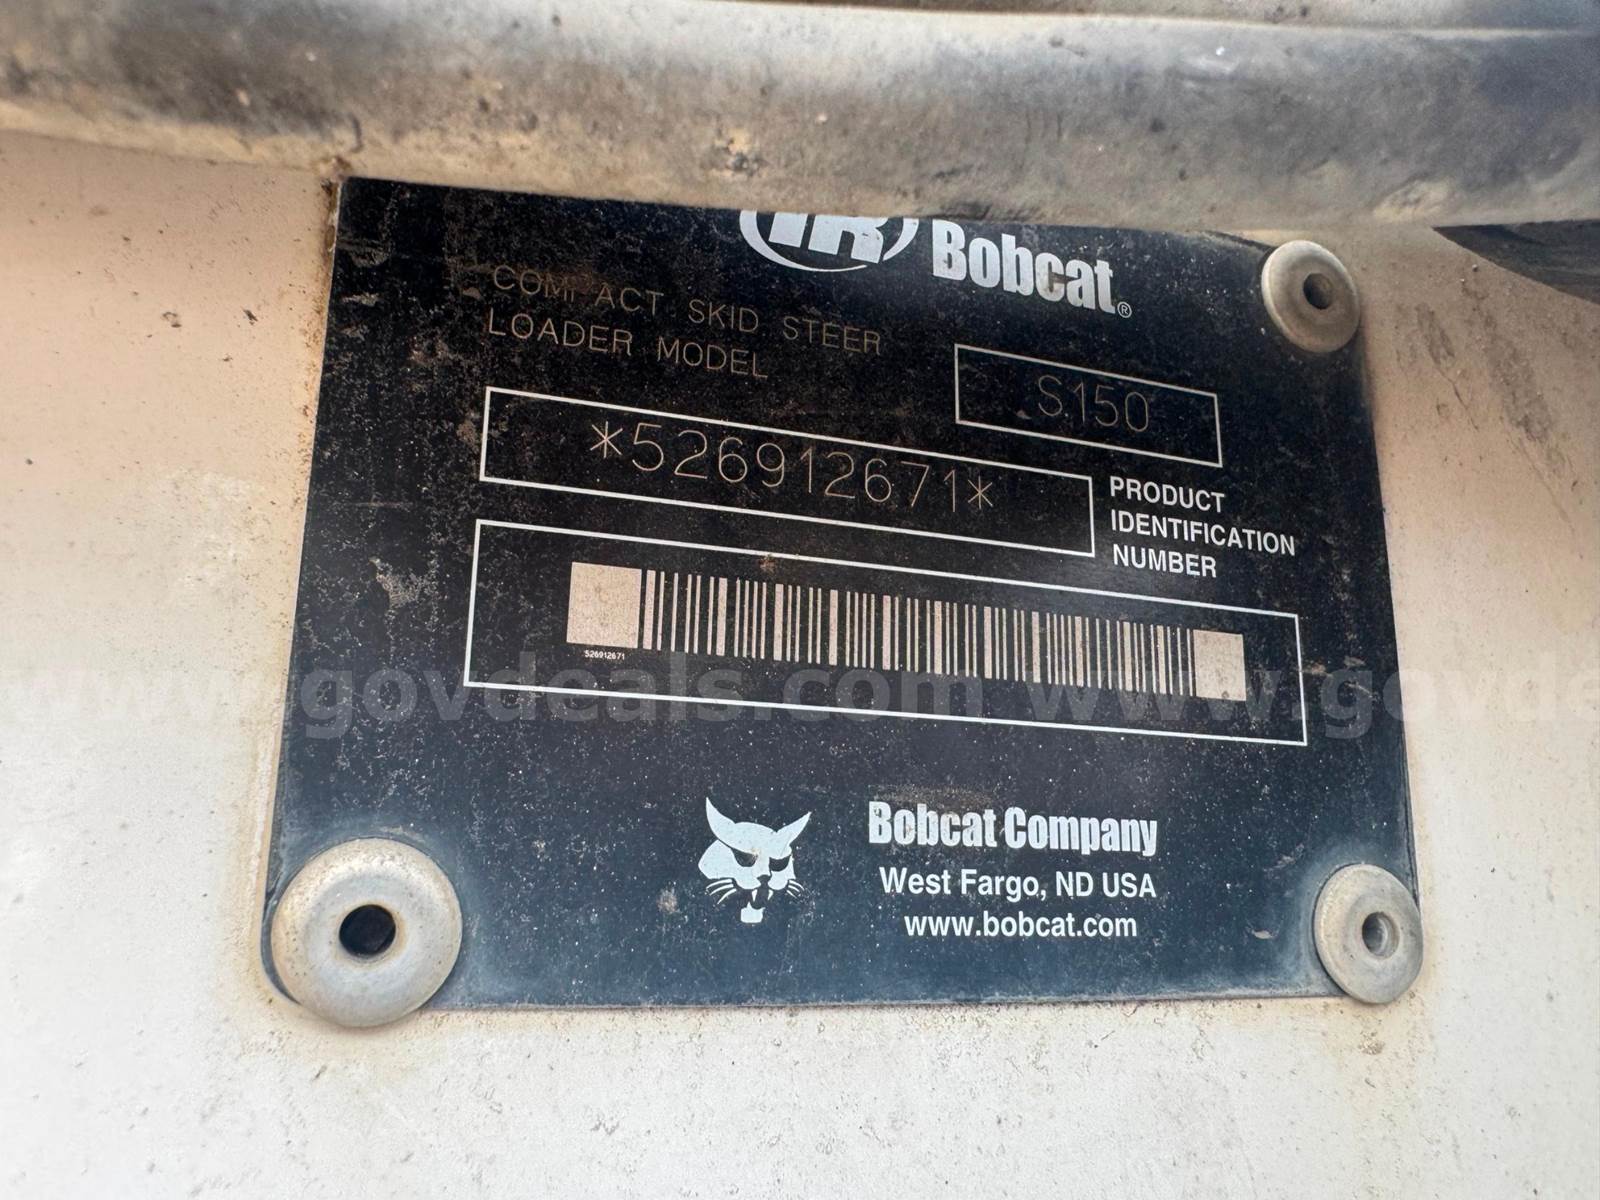 IR Bobcat®
COMPACT SKID STEER
LOADER MODEL
S150
*526912671*
PRODUCT
IDENTIFICATION
NUMBER
526912671
www.govdeals.com www.govde
Bobcat Company
West Fargo, ND USA
www.bobcat.com